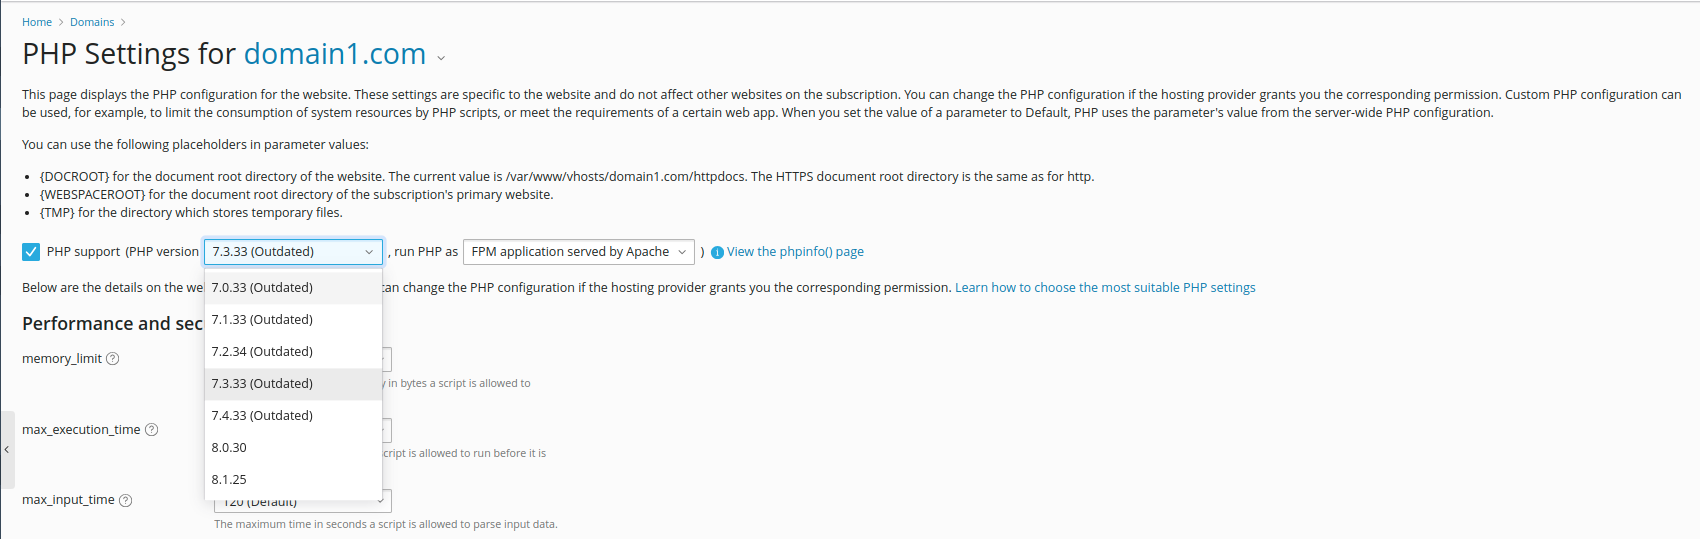 Home > Domains >
PHP Settings for domain1.com
This page displays the PHP configuration for the website. These settings are specific to the website and do not affect other websites on the subscription. You can change the PHP configuration if the hosting provider grants you the corresponding permission. Custom PHP configuration can
be used, for example, to limit the consumption of system resources by PHP scripts, or meet the requirements of a certain web app. When you set the value of a parameter to Default, PHP uses the parameter's value from the server-wide PHP configuration.
You can use the following placeholders in parameter values:
• {DOCROOT} for the document root directory of the website. The current value is /var/www/vhosts/domain1.com/httpdocs. The HTTPS document root directory is the same as for http.
• {WEBSPACEROOT} for the document root directory of the subscription's primary website.
• {TMP} for the directory which stores temporary files.
PHP support (PHP version 7.3.33 (Outdated) , run PHP as FPM application served by Apache ) View the phpinfo() page
Below are the details on the we can change the PHP configuration if the hosting provider grants you the corresponding permission. Learn how to choose the most suitable PHP settings
7.0.33 (Outdated)
7.1.33 (Outdated)
7.2.34 (Outdated)
7.3.33 (Outdated)
7.4.33 (Outdated)
8.0.30
8.1.25
Performance and sec
memory_limit
y in bytes a script is allowed to
max_execution_time
cript is allowed to run before it is
max_input_time 120 (Default)
The maximum time in seconds a script is allowed to parse input data.